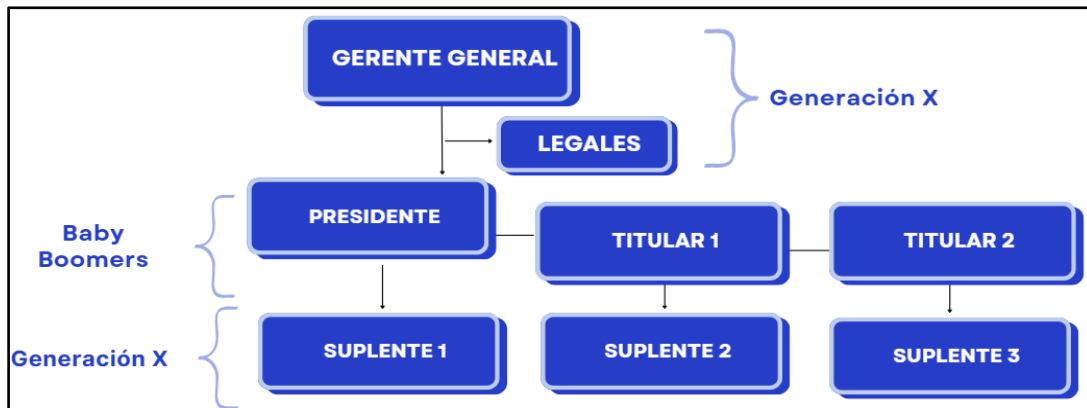 GERENTE GENERAL
Generación X
LEGALES
PRESIDENTE
Baby
Boomers
TITULAR 1
TITULAR 2
Generación X
SUPLENTE 1
SUPLENTE 2
SUPLENTE 3